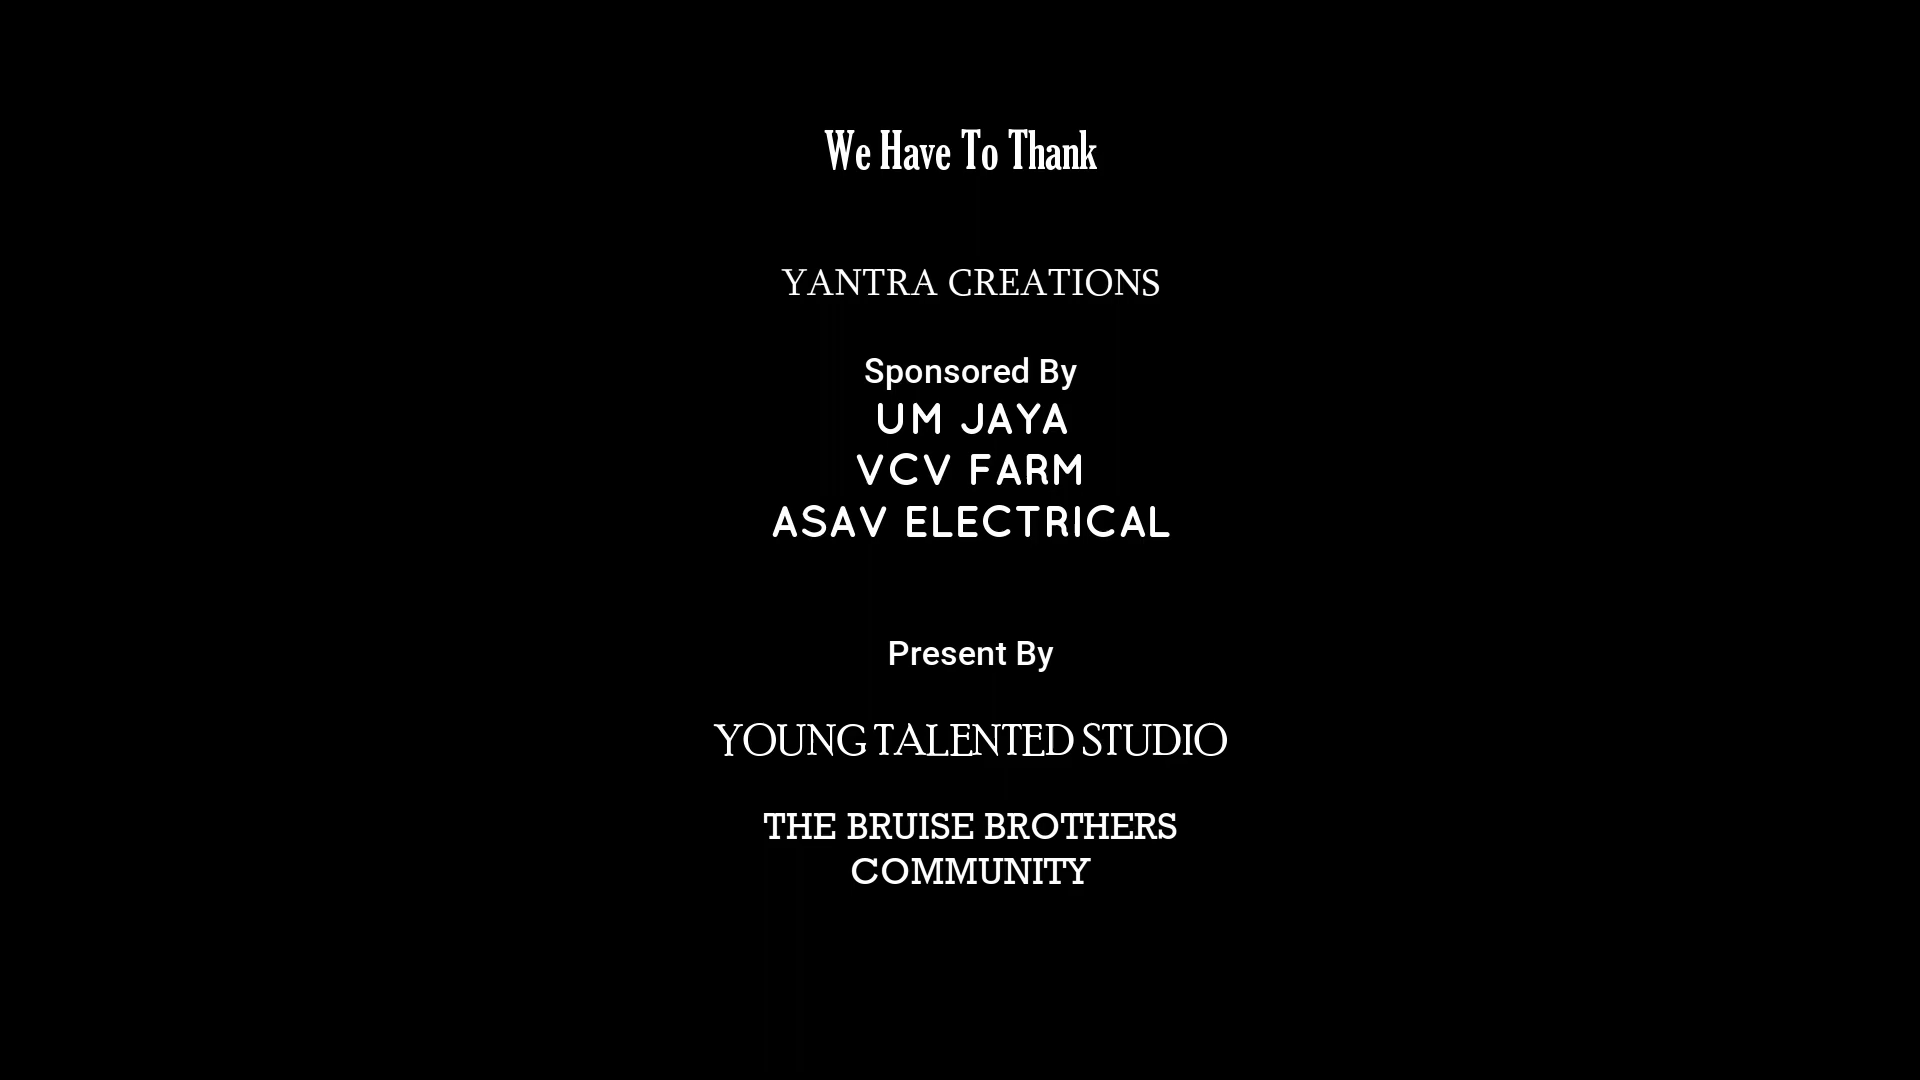 We Have To Thank
YANTRA CREATIONS
Sponsored By
UM JAYA
VCV FARM
ASAV ELECTRICAL
Present By
YOUNG TALENTED STUDIO
THE BRUISE BROTHERS
COMMUNITY